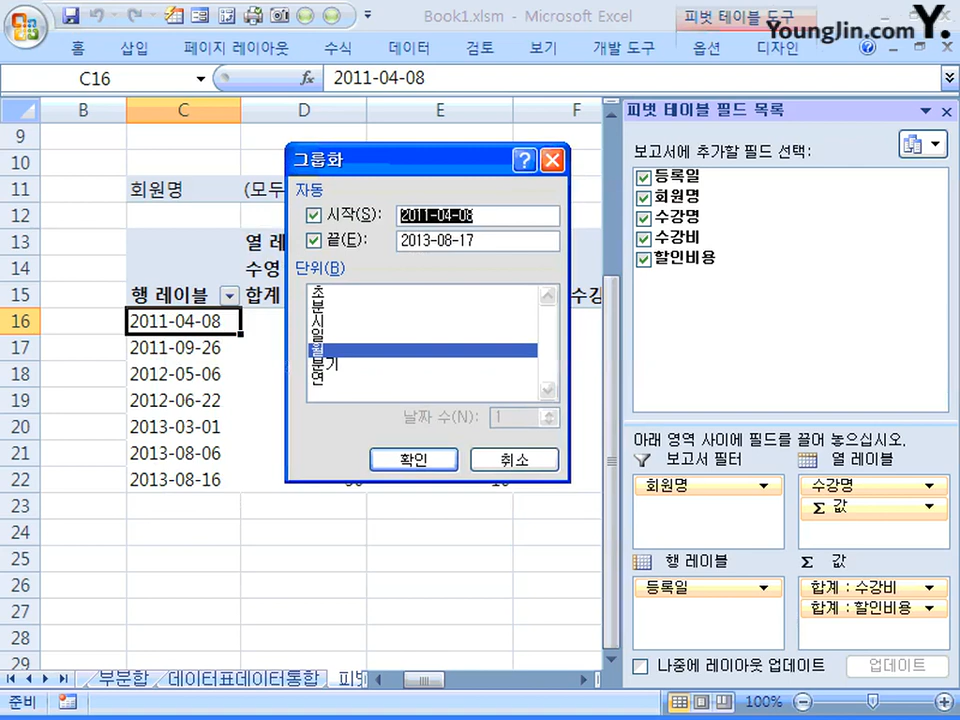 Book1.xlsm - Microsoft Excel
피벗 테이블 도구
YoungJin.com Y.
홈 삽입 페이지 레이아웃 수식 데이터 검토 보기 개발 도구 옵션 디자인
C16 fx 2011-04-08
B C D E F
피벗 테이블 필드 목록
9
10
11 회원명 (모두
12
13 열 레
14 수영
15 행 레이블 합계 수강
16 2011-04-08
17 2011-09-26
18 2012-05-06
19 2012-06-22
20 2013-03-01
21 2013-08-06
22 2013-08-16
23
24
25
26
27
28
29
그룹화
자동
시작(S): 2011-04-08
끝(E): 2013-08-17
단위(B)
초
분
시
일
월
분기
연
날짜 수(N): 1
확인 취소
보고서에 추가할 필드 선택:
등록일
회원명
수강명
수강비
할인비용
아래 영역 사이에 필드를 끌어 놓으십시오.
보고서 필터 열 레이블
회원명 수강명
Σ 값
행 레이블 Σ 값
등록일 합계 : 수강비
합계 : 할인비용
나중에 레이아웃 업데이트 업데이트
부분합 데이터표데이터통합 피벗
준비 100%